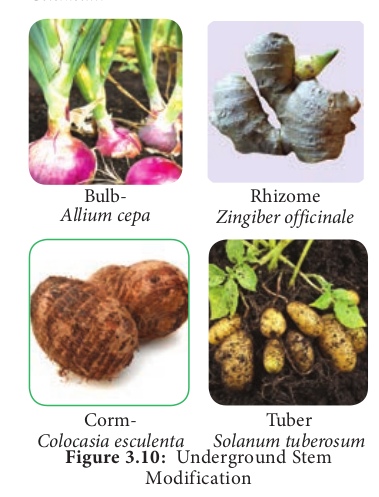 Bulb-
Allium cepa
Rhizome
Zingiber officinale
Corm-
Colocasia esculenta
Tuber
Solanum tuberosum
Figure 3.10: Underground Stem
Modification